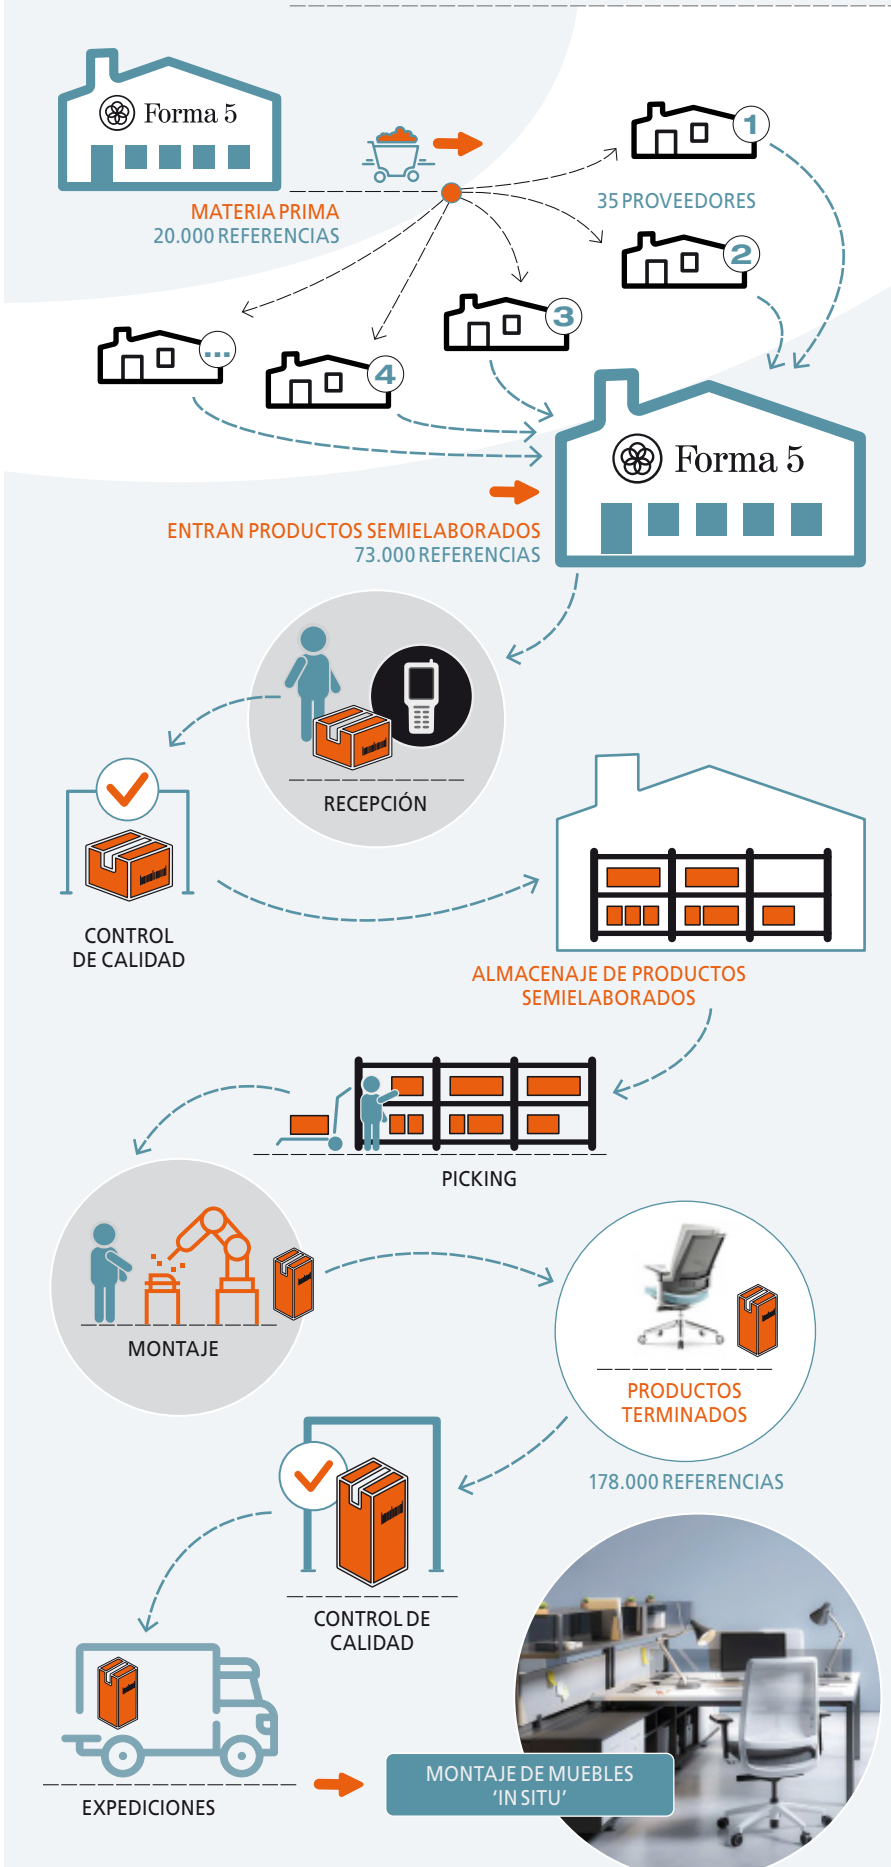 Forma 5
1
MATERIA PRIMA
20.000 REFERENCIAS
35 PROVEEDORES
2
3
...
4
Forma 5
ENTRAN PRODUCTOS SEMIELABORADOS
73.000 REFERENCIAS
RECEPCIÓN
CONTROL
DE CALIDAD
ALMACENAJE DE PRODUCTOS
SEMIELABORADOS
PICKING
MONTAJE
PRODUCTOS
TERMINADOS
178.000 REFERENCIAS
CONTROL DE
CALIDAD
EXPEDICIONES
MONTAJE DE MUEBLES
'IN SITU'